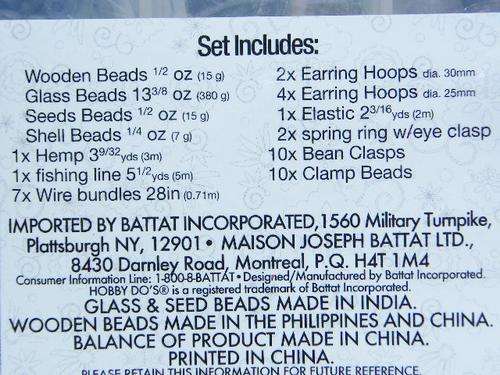 Set Includes:
Wooden Beads 1/2 oz (15 g)
Glass Beads 13 3/8 oz (380 g)
Seeds Beads 1/2 oz (15 g)
Shell Beads 1/4 oz (7 g)
1x Hemp 3 9/32 yds (3m)
1x fishing line 5 1/2 yds (5m)
7x Wire bundles 28in (0.71m)
2x Earring Hoops dia. 30mm
4x Earring Hoops dia. 25mm
1x Elastic 2 3/16 yds (2m)
2x spring ring w/eye clasp
10x Bean Clasps
10x Clamp Beads
IMPORTED BY BATTAT INCORPORATED, 1560 Military Turnpike,
Plattsburgh NY, 12901 • MAISON JOSEPH BATTAT LTD.,
8430 Darnley Road, Montreal, P.Q. H4T 1M4
Consumer Information Line: 1-800-8-BATTAT • Designed/Manufactured by Battat Incorporated.
HOBBY DO'S® is a registered trademark of Battat Incorporated.
GLASS & SEED BEADS MADE IN INDIA.
WOODEN BEADS MADE IN THE PHILIPPINES AND CHINA.
BALANCE OF PRODUCT MADE IN CHINA.
PRINTED IN CHINA.
PLEASE RETAIN THIS INFORMATION FOR FUTURE REFERENCE.